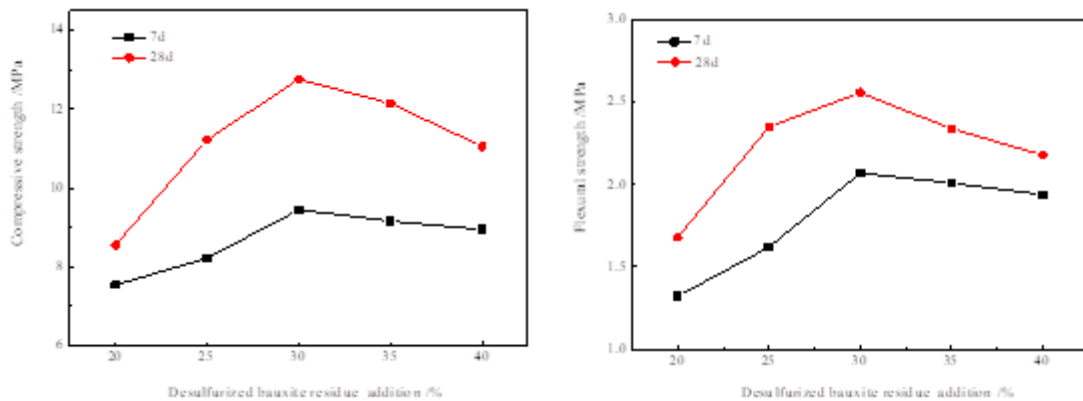 14
12
10
8
6
7d
28d
Compressive strength /MPa
20 25 30 35 40
Desulfurized bauxite residue addition /%
3.0
2.5
2.0
1.5
1.0
7d
28d
Flexural strength /MPa
20 25 30 35 40
Desulfurized bauxite residue addition /%